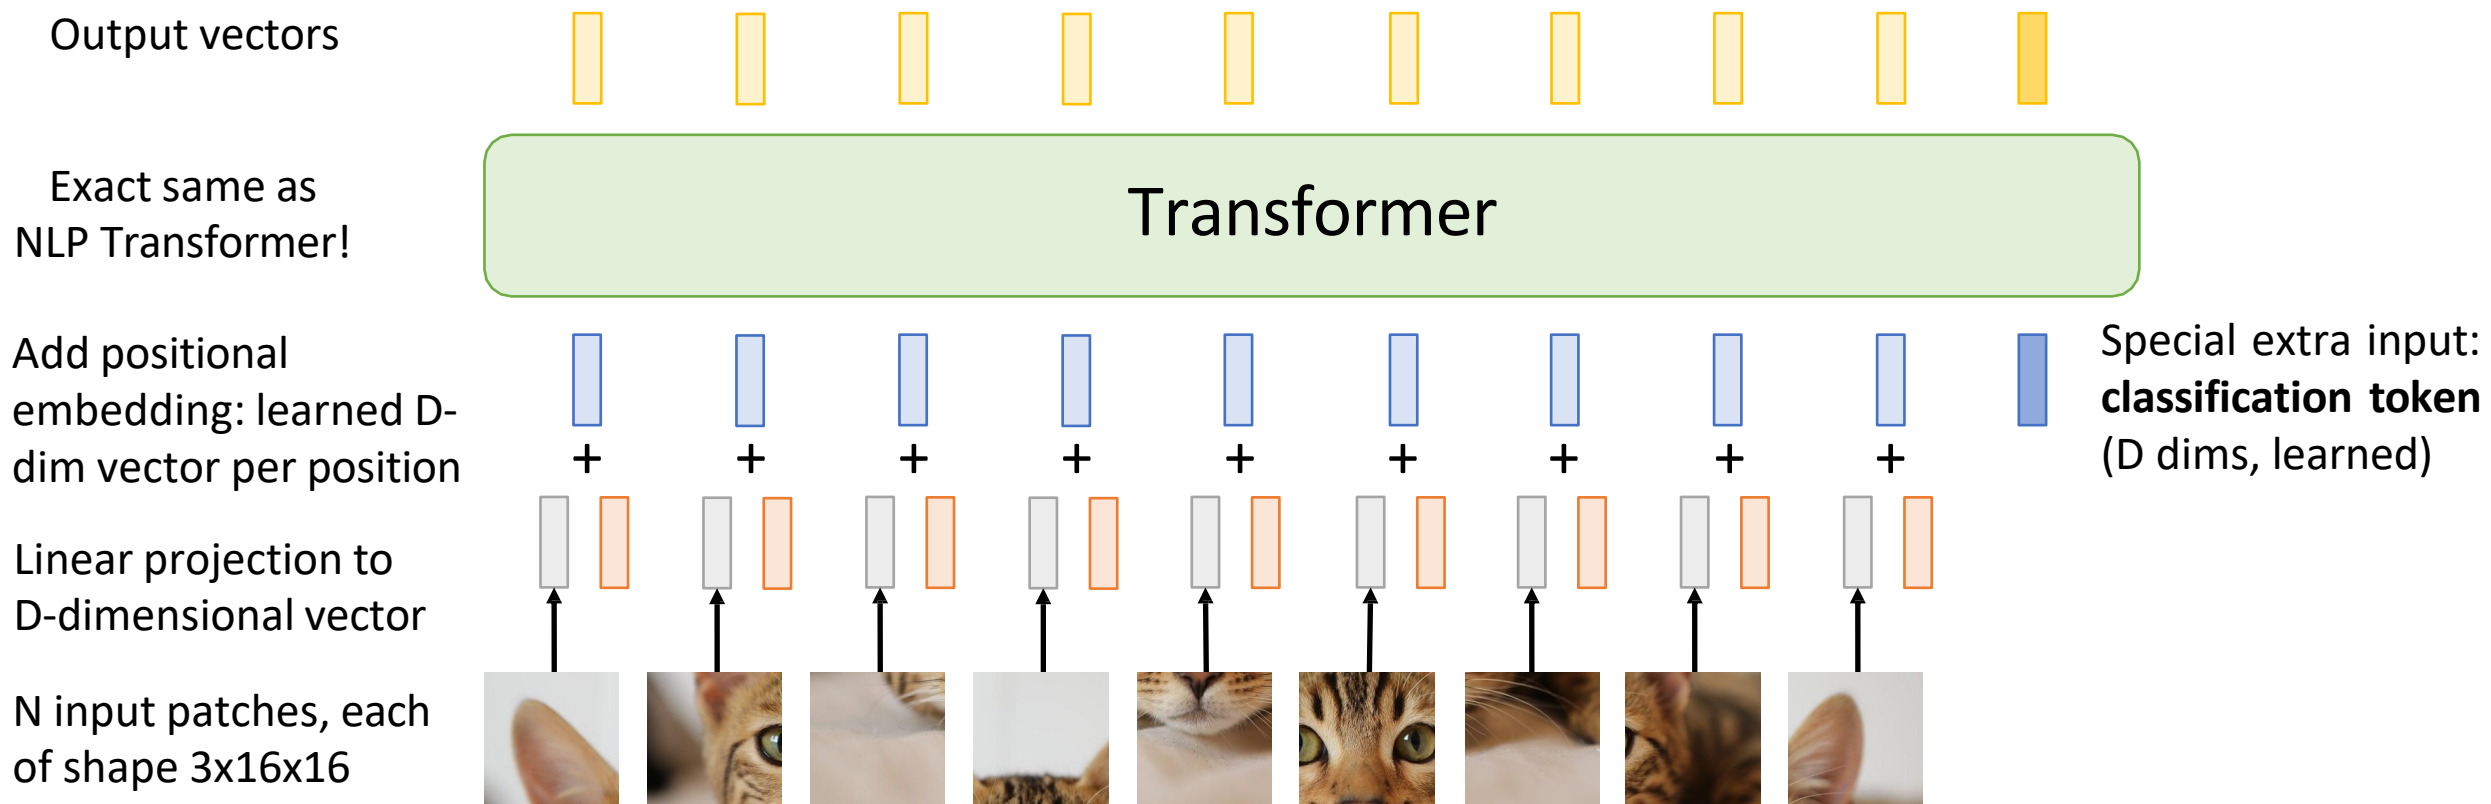 Output vectors
Exact same as
NLP Transformer!
Transformer
Add positional
embedding: learned D-
dim vector per position
Special extra input:
classification token
(D dims, learned)
+ + + + + + + + +
Linear projection to
D-dimensional vector
N input patches, each
of shape 3x16x16